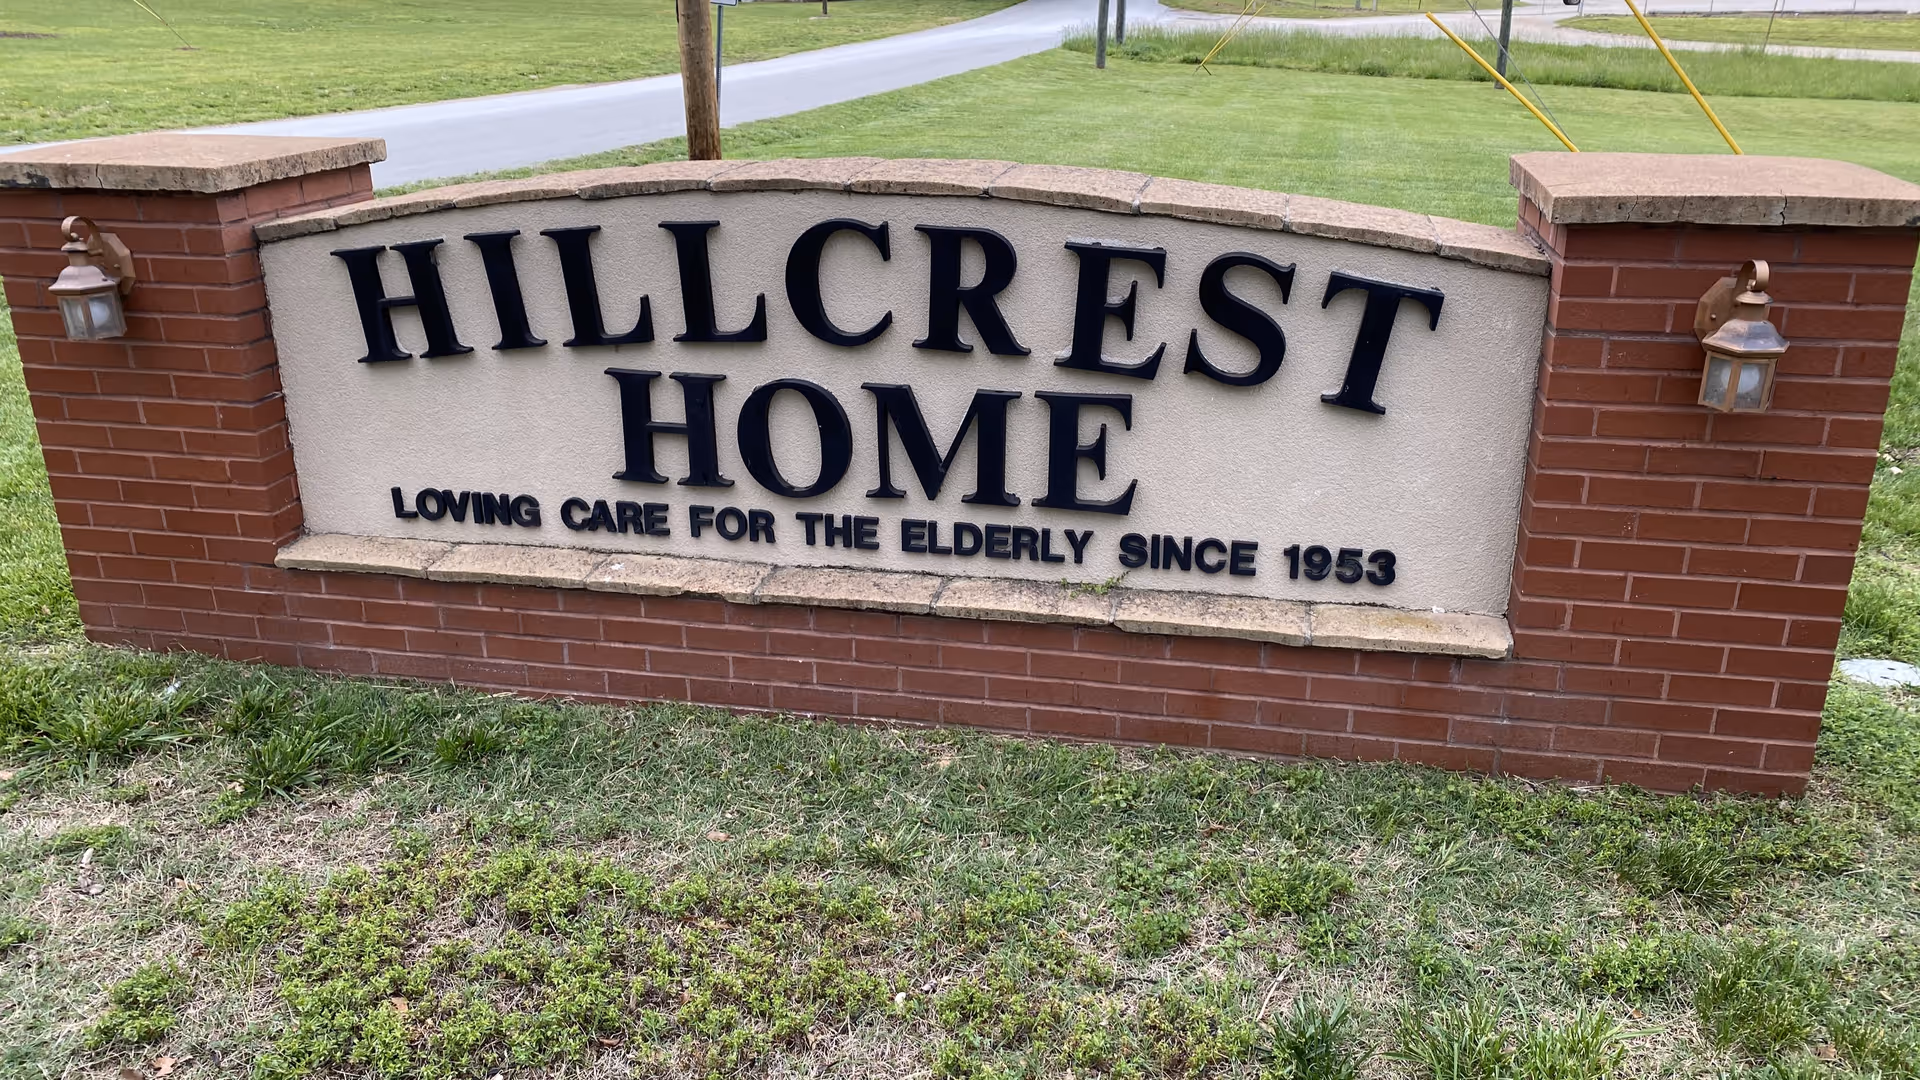 HILLCREST
HOME
LOVING CARE FOR THE ELDERLY SINCE 1953